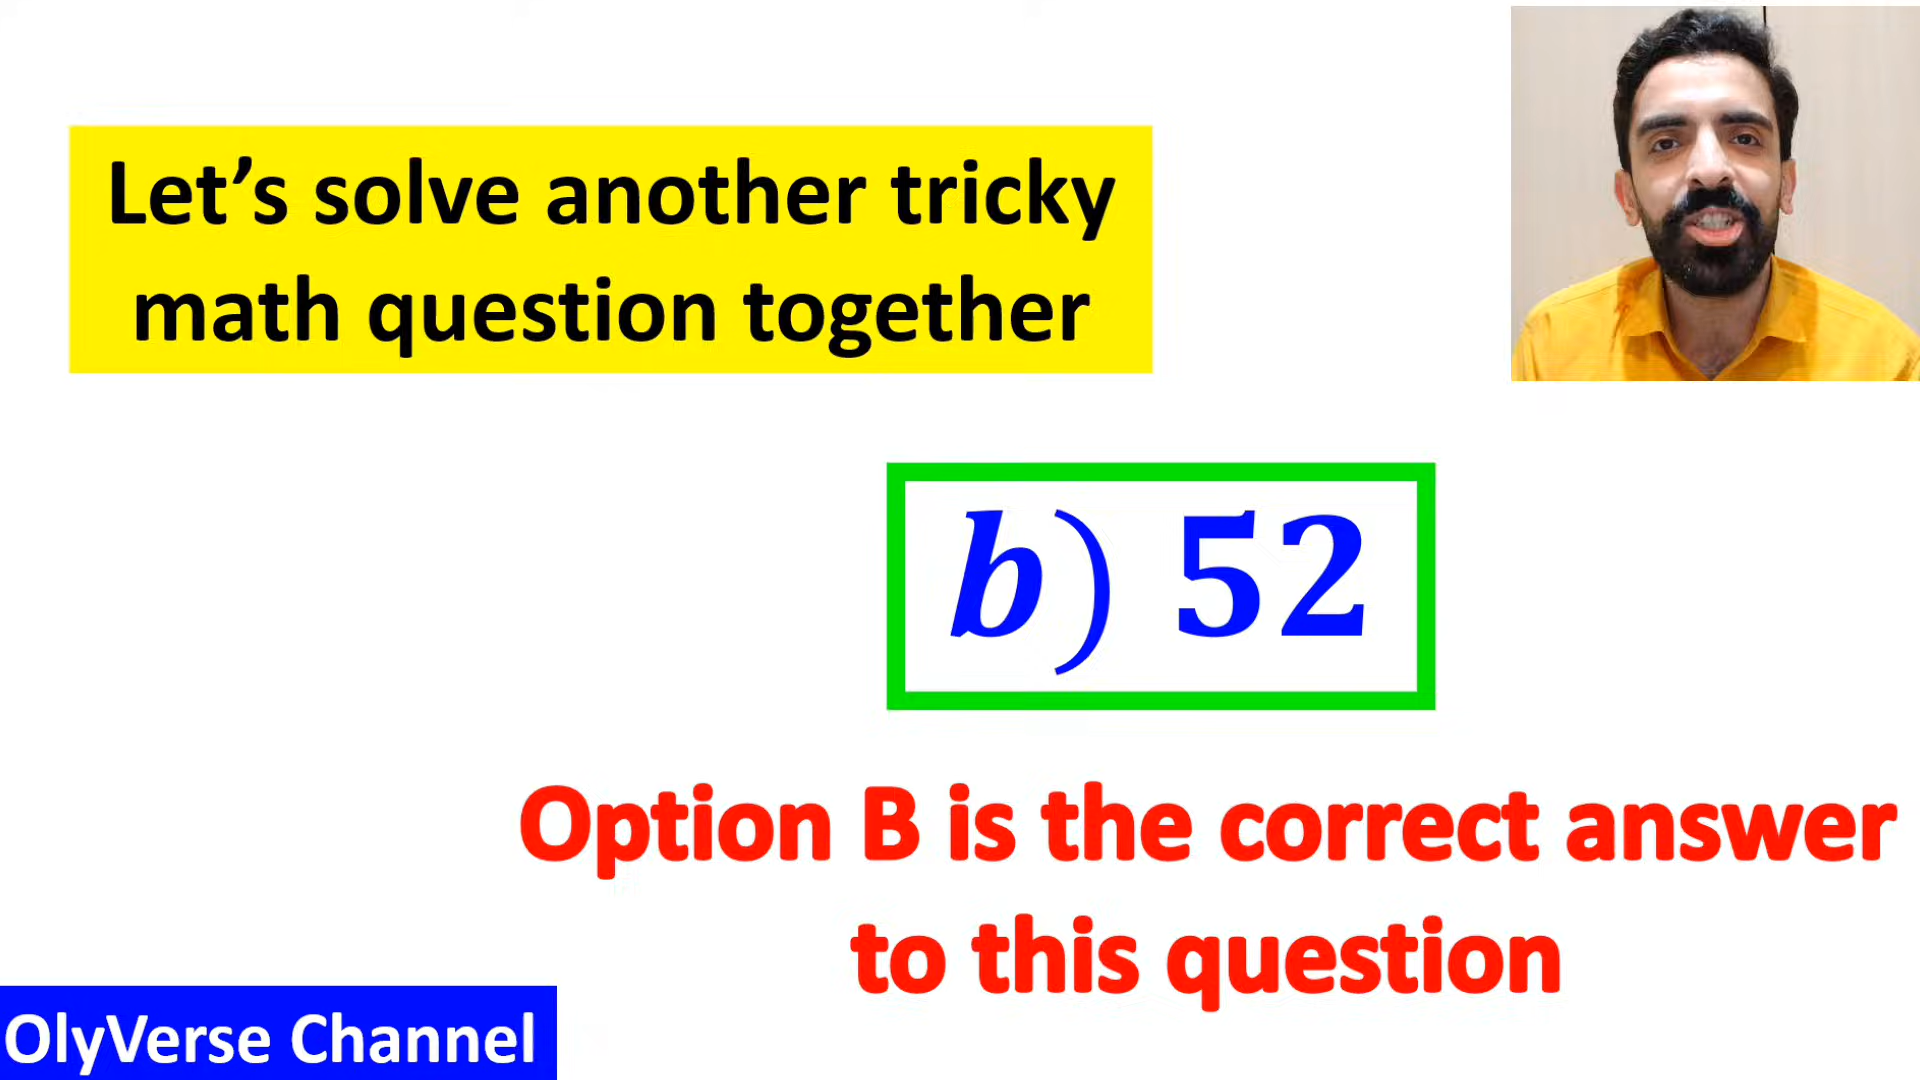 Let’s solve another tricky
math question together
b) 52
Option B is the correct answer
to this question
OlyVerse Channel